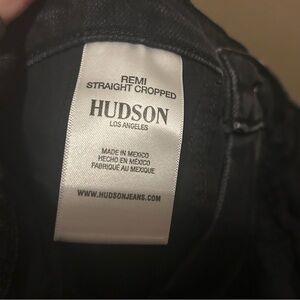 REMI
STRAIGHT CROPPED
HUDSON
LOS ANGELES
MADE IN MEXICO
HECHO EN MÉXICO
FABRIQUÉ AU MEXIQUE
WWW.HUDSONJEANS.COM